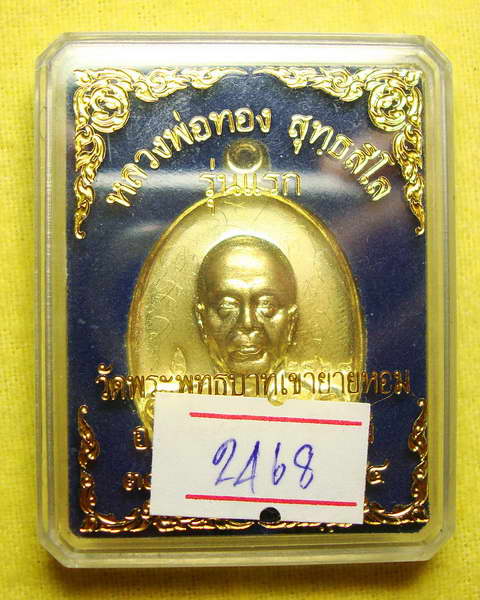 หลวงพ่อทอง สุทฺธสีโล
รุ่นแรก
วัดพระพุทธบาทเขายายหอม
2468